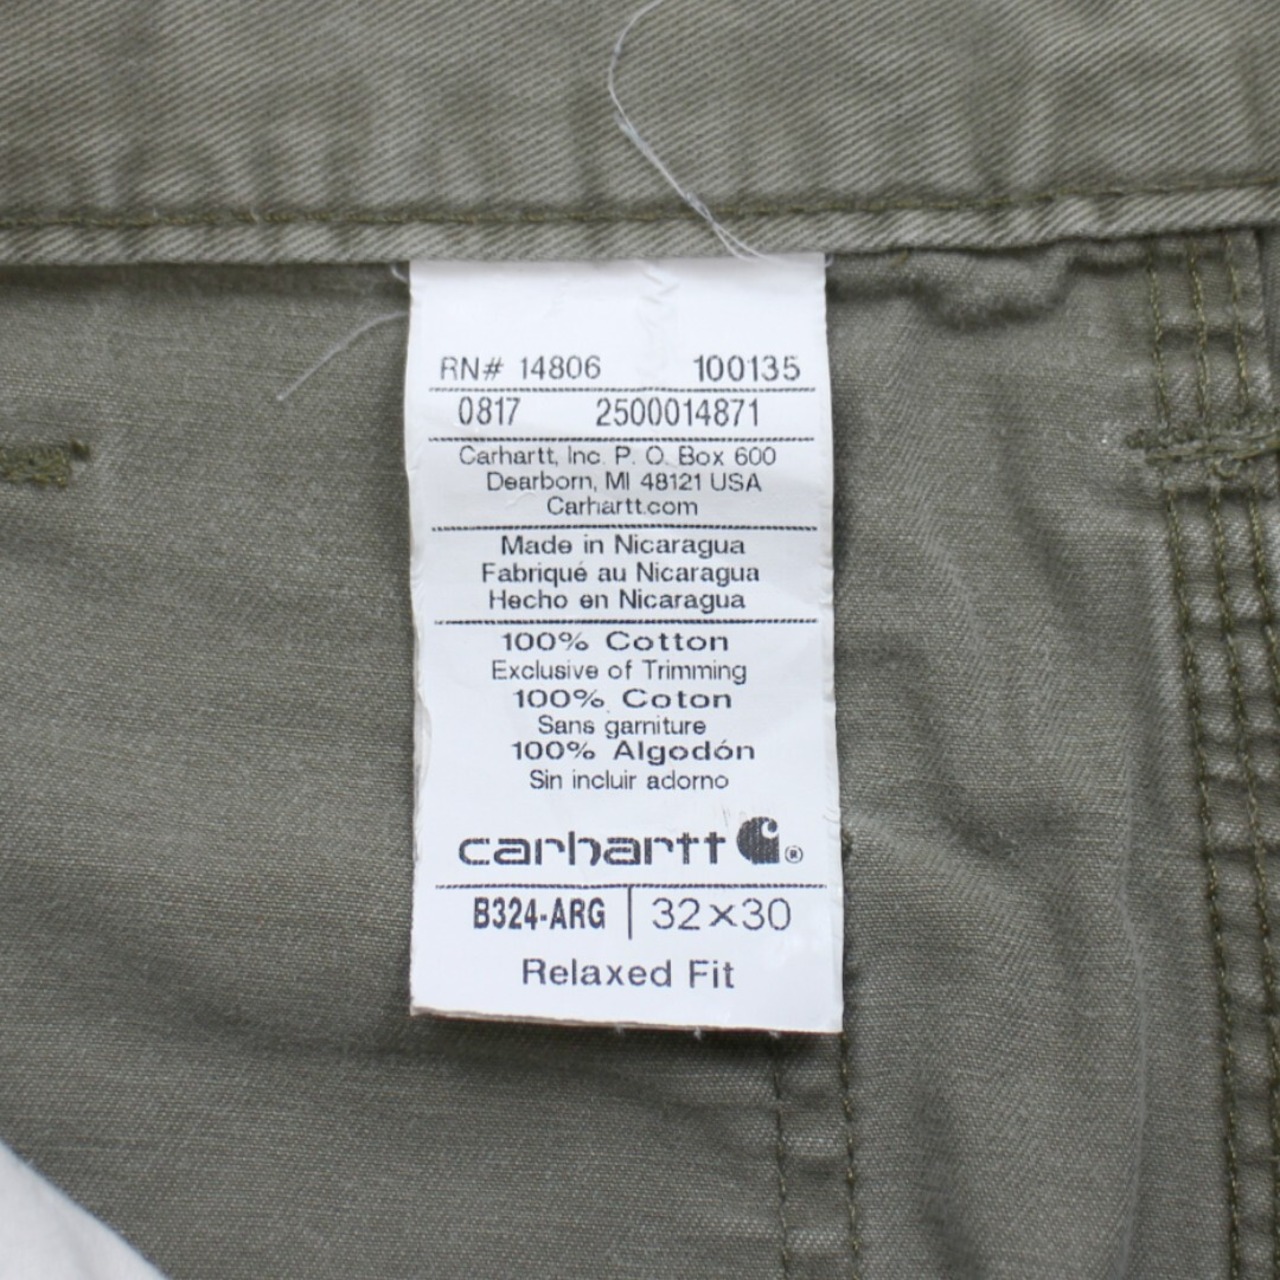 RN# 14806 100135
0817 2500014871
Carhartt, Inc. P. O. Box 600
Dearborn, MI 48121 USA
Carhartt.com
Made in Nicaragua
Fabriqué au Nicaragua
Hecho en Nicaragua
100% Cotton
Exclusive of Trimming
100% Coton
Sans garniture
100% Algodón
Sin incluir adorno
carhartt ®
B324-ARG | 32×30
Relaxed Fit